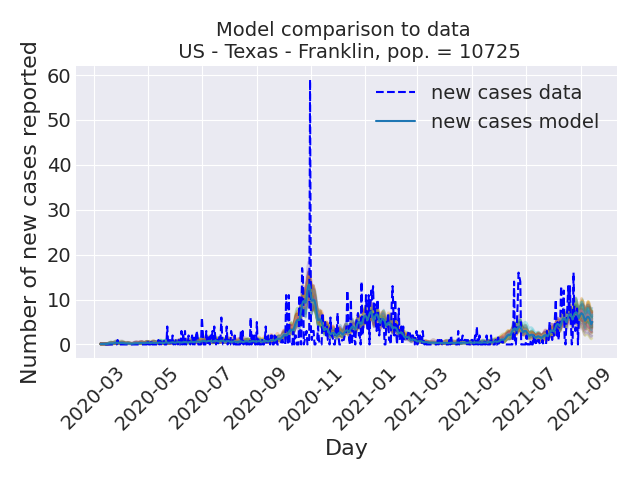 Model comparison to data
US - Texas - Franklin, pop. = 10725
Number of new cases reported
60
50
40
30
20
10
0
new cases data
new cases model
2020-03
2020-05
2020-07
2020-09
2020-11
2021-01
2021-03
2021-05
2021-07
2021-09
Day